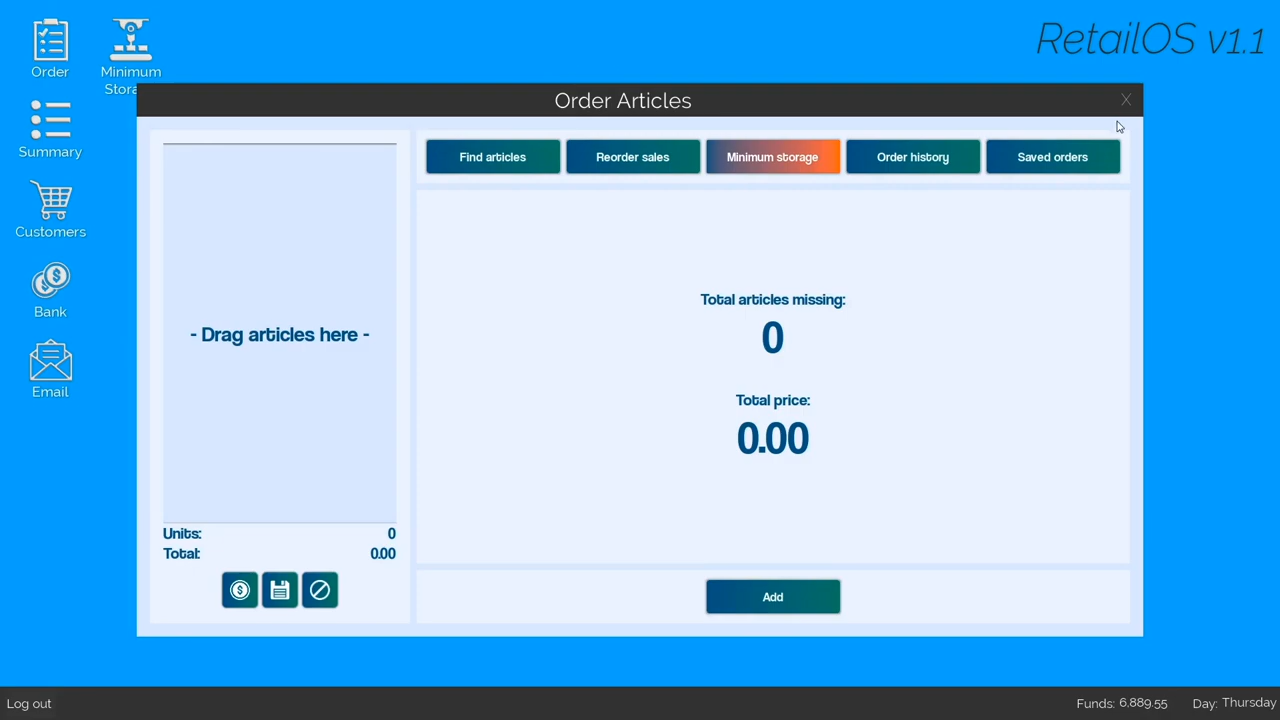 RetailOS v1.1
Order
Minimum
Stora
Summary
Customers
Bank
Email
Order Articles
X
Find articles
Reorder sales
Minimum storage
Order history
Saved orders
- Drag articles here -
Total articles missing:
0
Total price:
0.00
Units: 0
Total: 0.00
Add
Log out
Funds: 6,889.55
Day: Thursday